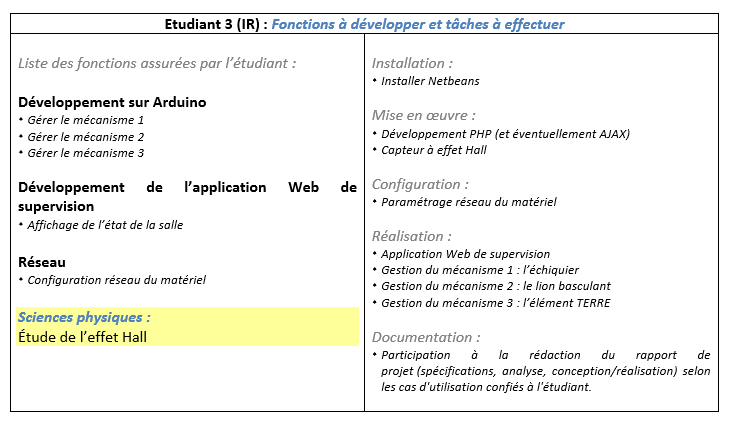 Etudiant 3 (IR) : Fonctions à développer et tâches à effectuer
Liste des fonctions assurées par l’étudiant :
Développement sur Arduino
• Gérer le mécanisme 1
• Gérer le mécanisme 2
• Gérer le mécanisme 3
Développement de l’application Web de
supervision
• Affichage de l’état de la salle
Réseau
• Configuration réseau du matériel
Sciences physiques :
Étude de l’effet Hall
Installation :
• Installer Netbeans
Mise en œuvre :
• Développement PHP (et éventuellement AJAX)
• Capteur à effet Hall
Configuration :
• Paramétrage réseau du matériel
Réalisation :
• Application Web de supervision
• Gestion du mécanisme 1 : l’échiquier
• Gestion du mécanisme 2 : le lion basculant
• Gestion du mécanisme 3 : l’élément TERRE
Documentation :
• Participation à la rédaction du rapport de
projet (spécifications, analyse, conception/réalisation) selon
les cas d'utilisation confiés à l'étudiant.